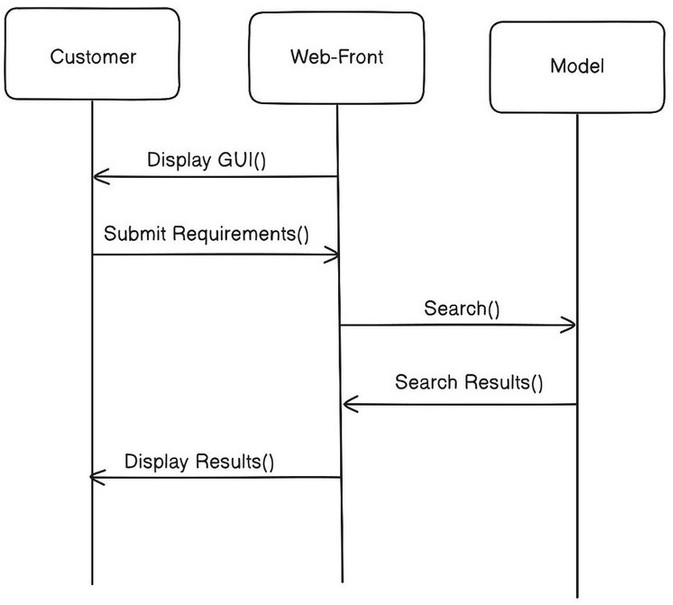 Customer
Web-Front
Model
Display GUI()
Submit Requirements()
Search()
Search Results()
Display Results()